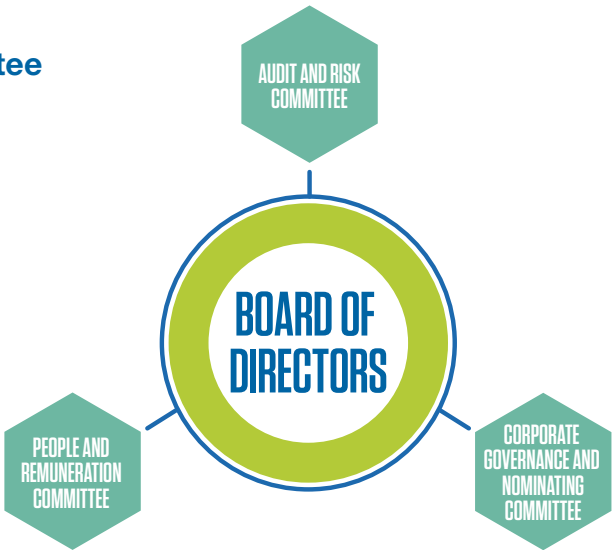 tee
AUDIT AND RISK
COMMITTEE
BOARD OF
DIRECTORS
PEOPLE AND
REMUNERATION
COMMITTEE
CORPORATE
GOVERNANCE AND
NOMINATING
COMMITTEE